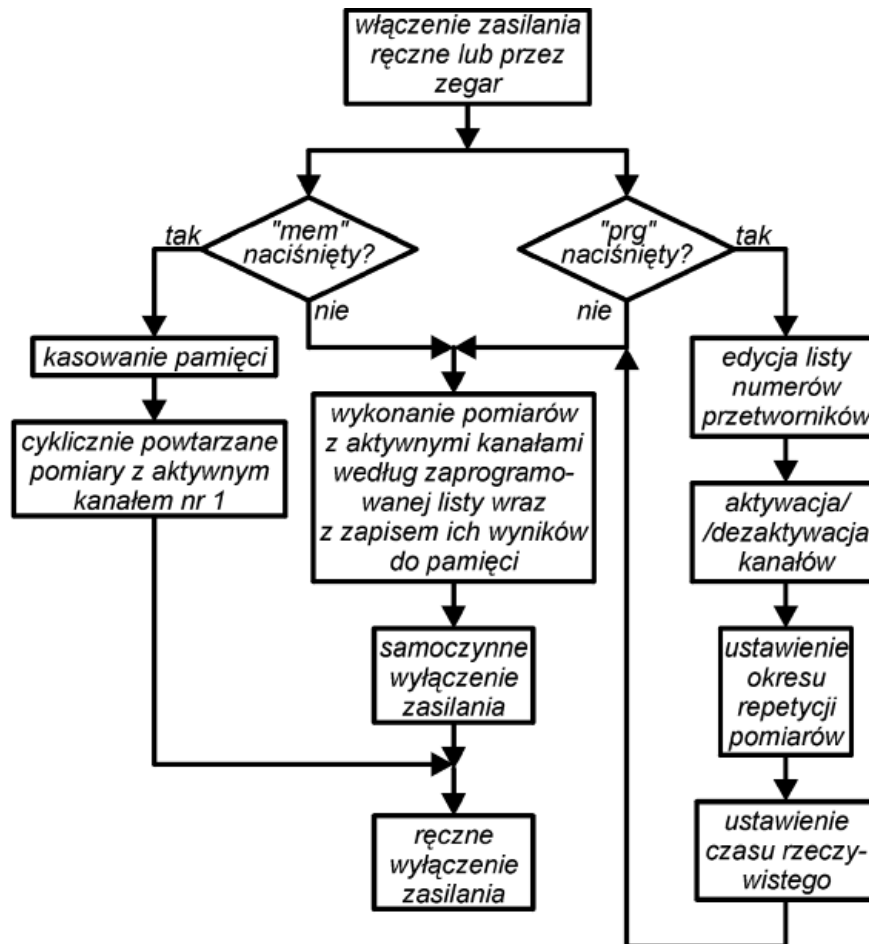 włączenie zasilania
ręczne lub przez
zegar
"mem"
naciśnięty?
tak
nie
"prg"
naciśnięty?
tak
nie
kasowanie pamięci
cyklicznie powtarzane
pomiary z aktywnym
kanałem nr 1
wykonanie pomiarów
z aktywnymi kanałami
według zaprogramo-
wanej listy wraz
z zapisem ich wyników
do pamięci
samoczynne
wyłączenie
zasilania
ręczne
wyłączenie
zasilania
edycja listy
numerów
przetworników
aktywacja/
/dezaktywacja
kanałów
ustawienie
okresu
repetycji
pomiarów
ustawienie
czasu rzeczy-
wistego